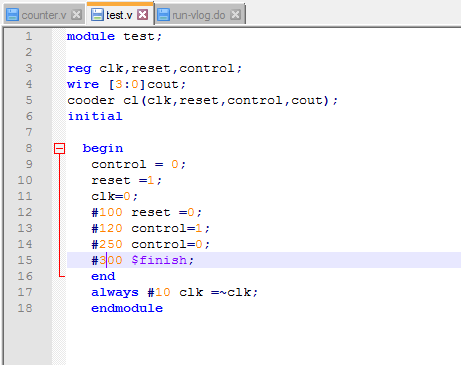 counter.v test.v run-vlog.do
1 module test;
2
3 reg clk,reset,control;
4 wire [3:0]cout;
5 cooder cl(clk,reset,control,cout);
6 initial
7
8 begin
9 control = 0;
10 reset =1;
11 clk=0;
12 #100 reset =0;
13 #120 control=1;
14 #250 control=0;
15 #300 $finish;
16 end
17 always #10 clk =~clk;
18 endmodule